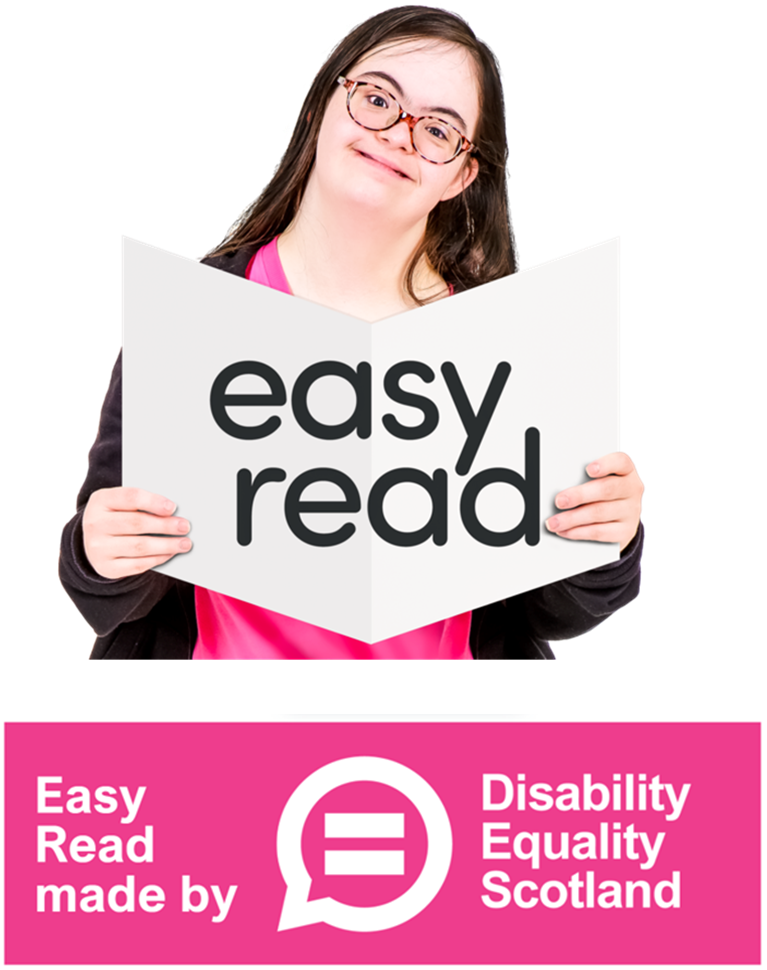 easy
read
Easy
Read
made by
Disability
Equality
Scotland